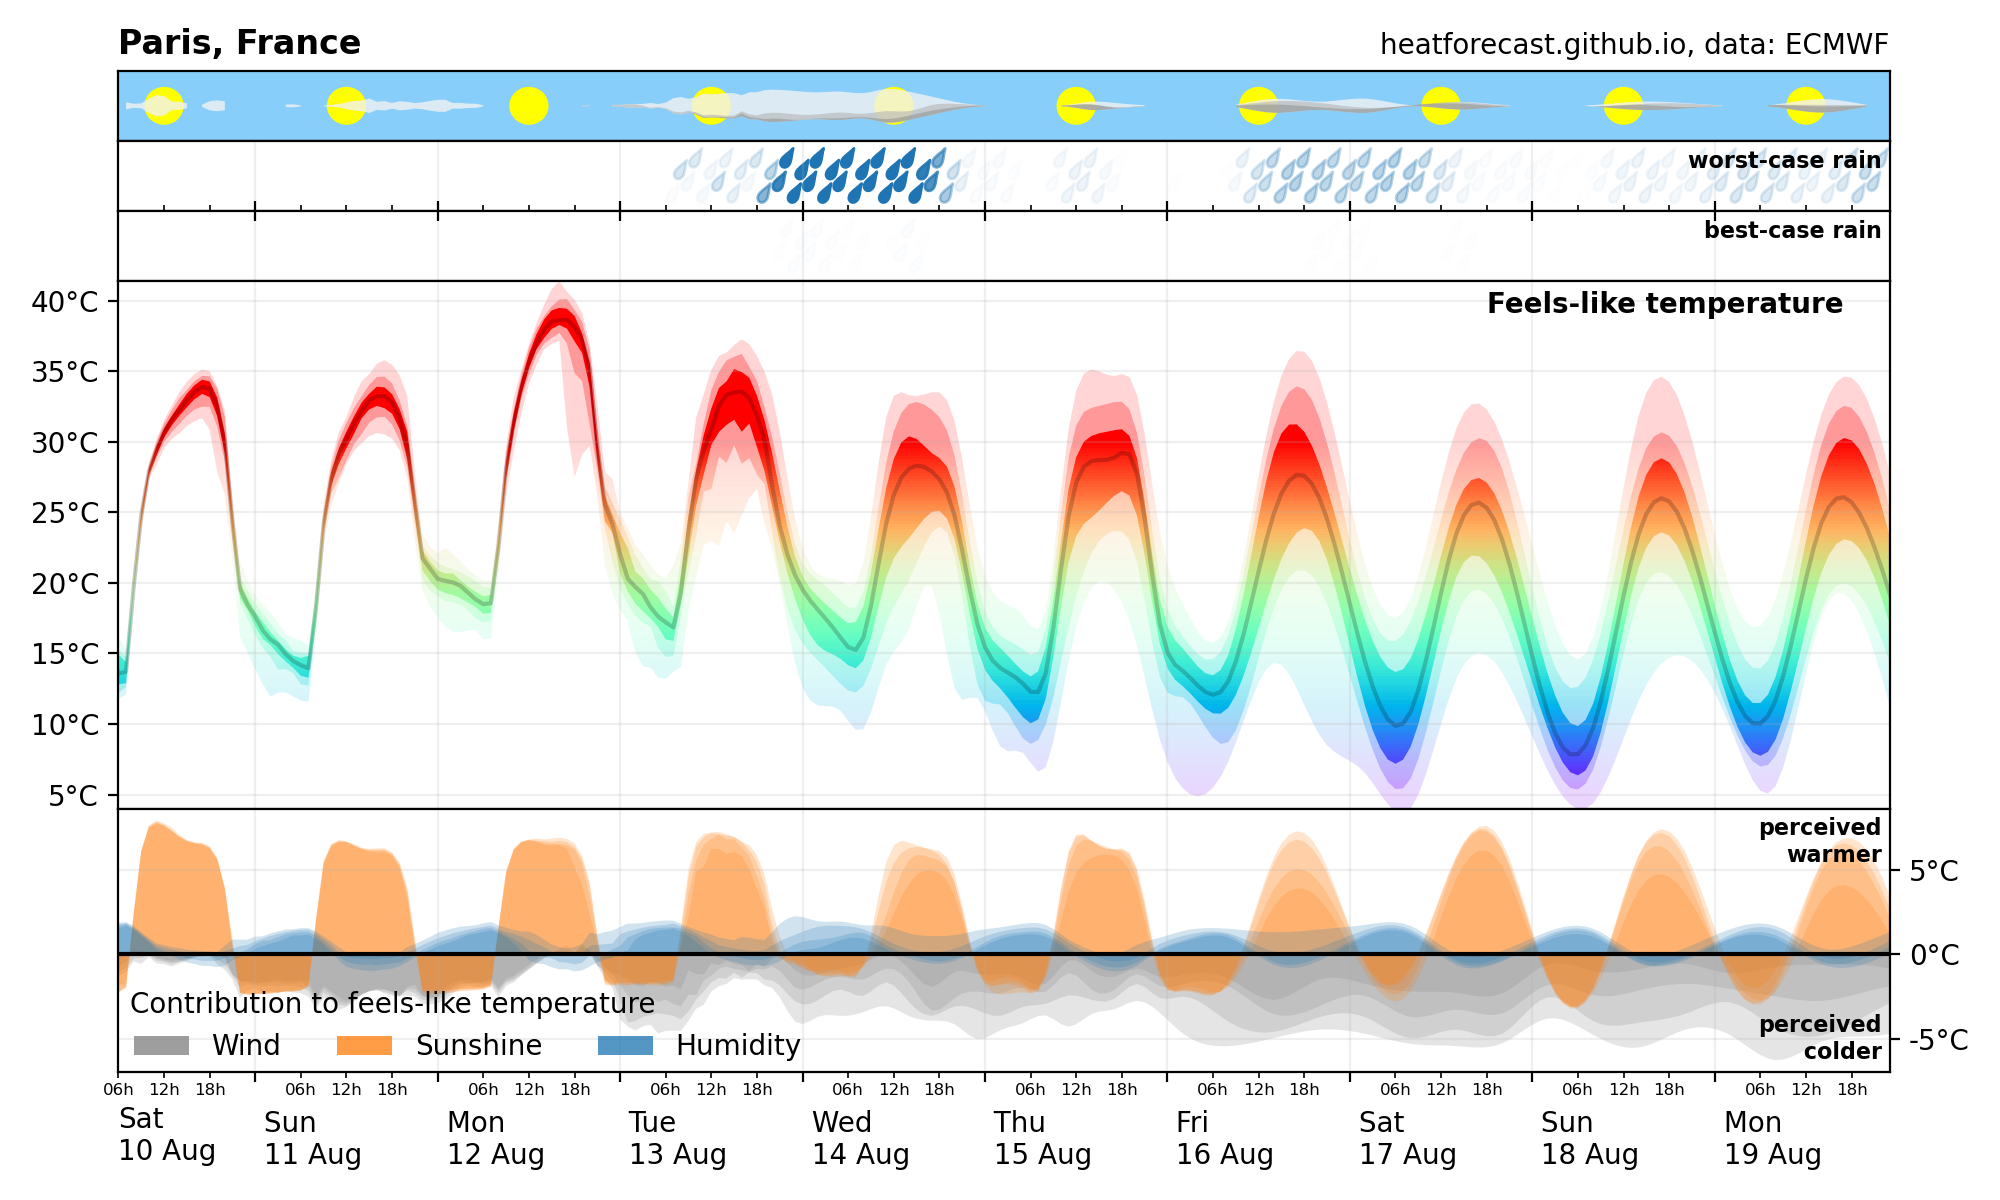 Paris, France
heatforecast.github.io, data: ECMWF
worst-case rain
best-case rain
Feels-like temperature
40°C
35°C
30°C
25°C
20°C
15°C
10°C
5°C
perceived
warmer
5°C
0°C
-5°C
perceived
colder
Contribution to feels-like temperature
Wind Sunshine Humidity
06h 12h 18h 06h 12h 18h 06h 12h 18h 06h 12h 18h 06h 12h 18h 06h 12h 18h 06h 12h 18h 06h 12h 18h 06h 12h 18h 06h 12h 18h
Sat Sun Mon Tue Wed Thu Fri Sat Sun Mon
10 Aug 11 Aug 12 Aug 13 Aug 14 Aug 15 Aug 16 Aug 17 Aug 18 Aug 19 Aug